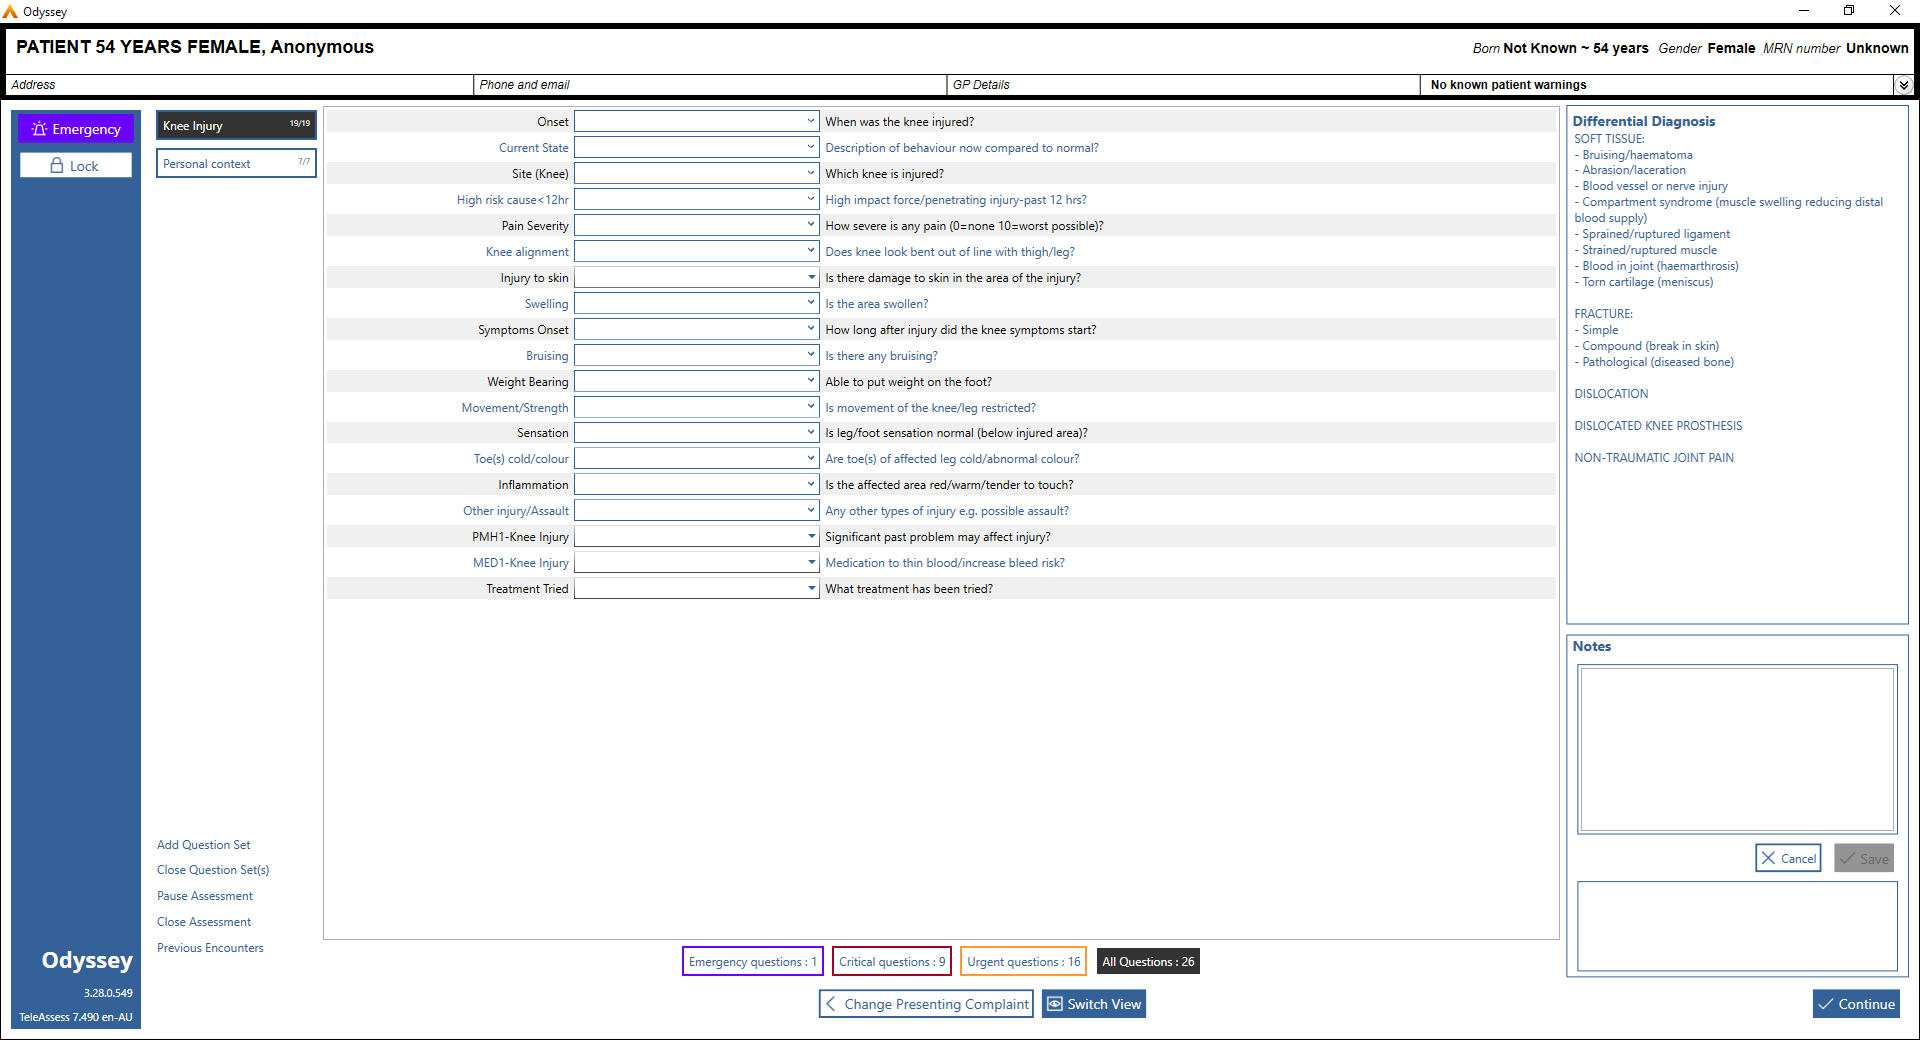 Odyssey
PATIENT 54 YEARS FEMALE, Anonymous
Born Not Known ~ 54 years Gender Female MRN number Unknown
Address
Phone and email
GP Details
No known patient warnings
Emergency
Lock
Knee Injury 19/19
Personal context 7/7
Onset When was the knee injured?
Current State Description of behaviour now compared to normal?
Site (Knee) Which knee is injured?
High risk cause<12hr High impact force/penetrating injury-past 12 hrs?
Pain Severity How severe is any pain (0=none 10=worst possible)?
Knee alignment Does knee look bent out of line with thigh/leg?
Injury to skin Is there damage to skin in the area of the injury?
Swelling Is the area swollen?
Symptoms Onset How long after injury did the knee symptoms start?
Bruising Is there any bruising?
Weight Bearing Able to put weight on the foot?
Movement/Strength Is movement of the knee/leg restricted?
Sensation Is leg/foot sensation normal (below injured area)?
Toe(s) cold/colour Are toe(s) of affected leg cold/abnormal colour?
Inflammation Is the affected area red/warm/tender to touch?
Other injury/Assault Any other types of injury e.g. possible assault?
PMH1-Knee Injury Significant past problem may affect injury?
MED1-Knee Injury Medication to thin blood/increase bleed risk?
Treatment Tried What treatment has been tried?
Differential Diagnosis
SOFT TISSUE:
- Bruising/haematoma
- Abrasion/laceration
- Blood vessel or nerve injury
- Compartment syndrome (muscle swelling reducing distal
blood supply)
- Sprained/ruptured ligament
- Strained/ruptured muscle
- Blood in joint (haemarthrosis)
- Torn cartilage (meniscus)
FRACTURE:
- Simple
- Compound (break in skin)
- Pathological (diseased bone)
DISLOCATION
DISLOCATED KNEE PROSTHESIS
NON-TRAUMATIC JOINT PAIN
Notes
Cancel
Save
Add Question Set
Close Question Set(s)
Pause Assessment
Close Assessment
Previous Encounters
Odyssey
3.28.0.549
TeleAssess 7.490 en-AU
Emergency questions : 1
Critical questions : 9
Urgent questions : 16
All Questions : 26
Change Presenting Complaint
Switch View
Continue